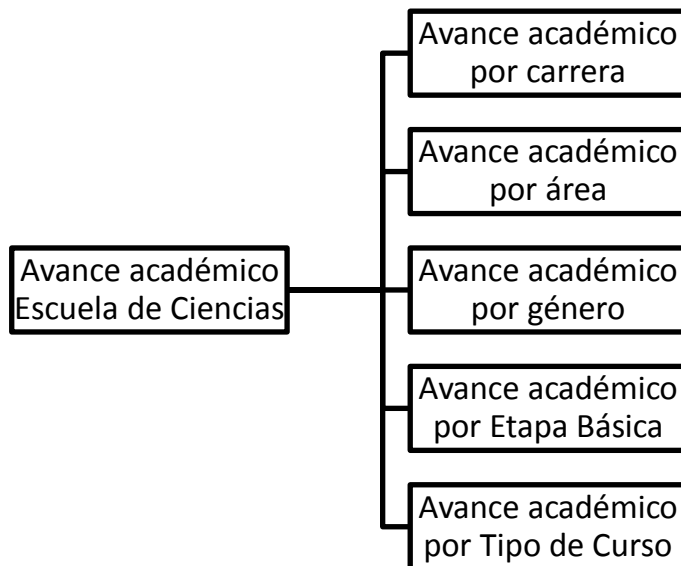 Avance académico
por carrera
Avance académico
por área
Avance académico
Escuela de Ciencias
Avance académico
por género
Avance académico
por Etapa Básica
Avance académico
por Tipo de Curso